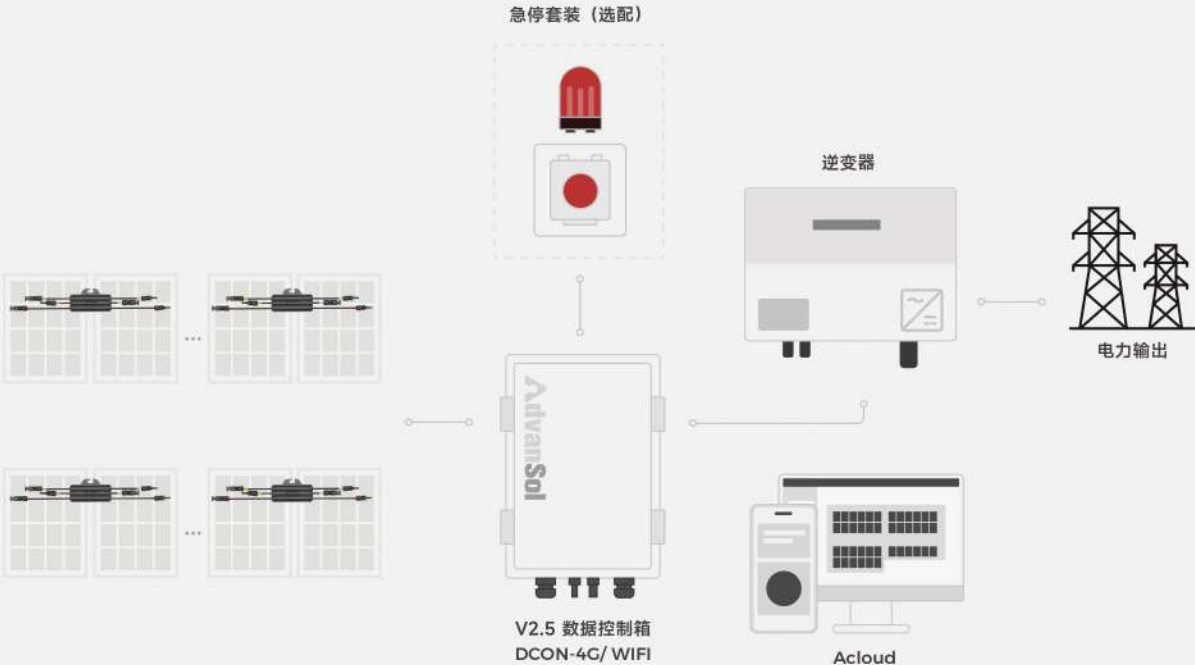 急停套装（选配）
逆变器
电力输出
AdvanSol
V2.5 数据控制箱
DCON-4G/ WIFI
Acloud